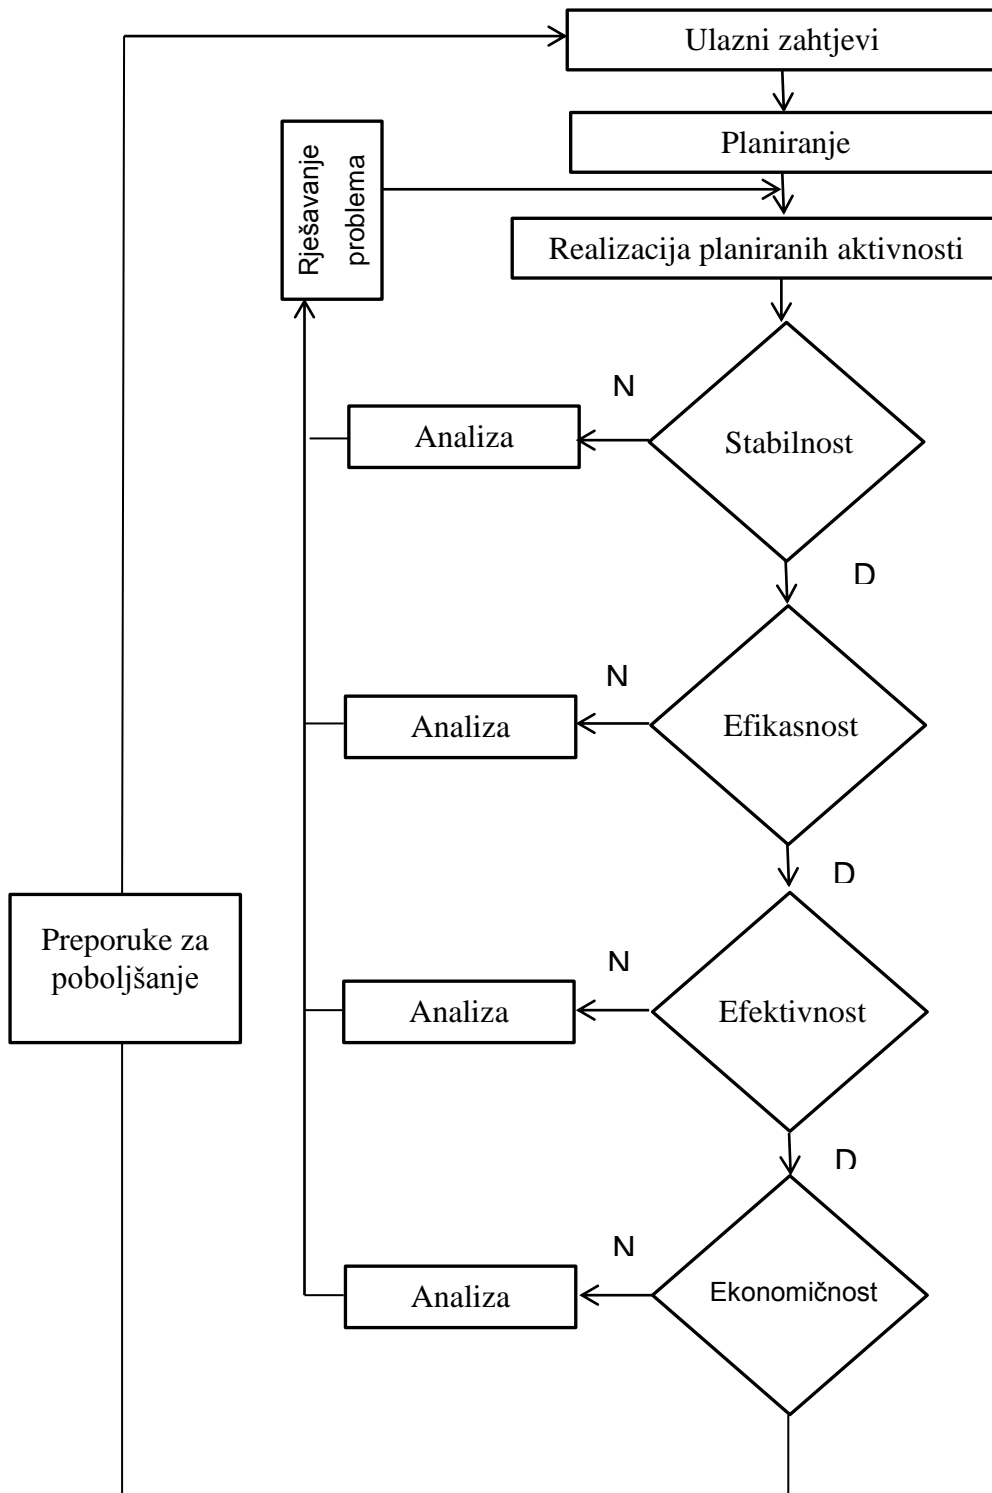 Ulazni zahtjevi
Planiranje
Rješavanje
problema
Realizacija planiranih aktivnosti
N
Analiza
Stabilnost
D
N
Analiza
Efikasnost
D
Preporuke za
poboljšanje
N
Analiza
Efektivnost
D
N
Analiza
Ekonomičnost